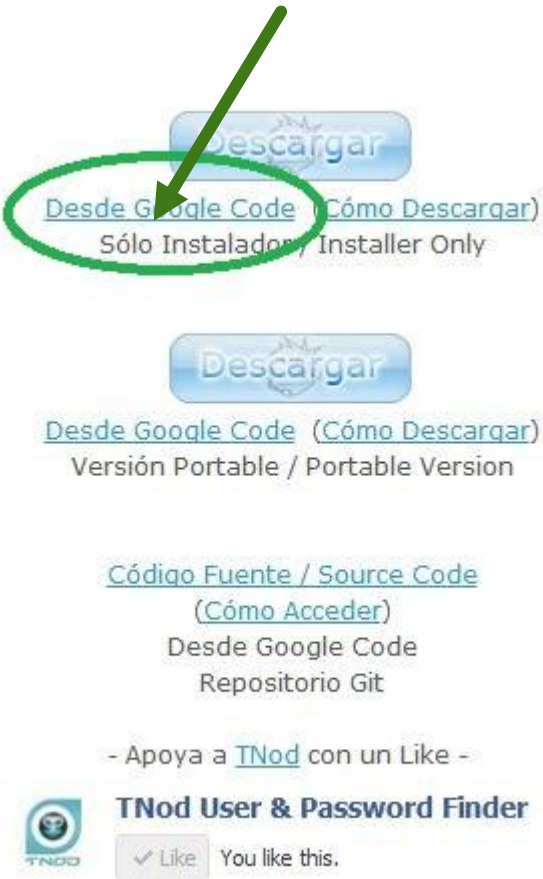 Descargar
Desde Google Code (Cómo Descargar)
Sólo Instalador / Installer Only
Descargar
Desde Google Code (Cómo Descargar)
Versión Portable / Portable Version
Código Fuente / Source Code
(Cómo Acceder)
Desde Google Code
Repositorio Git
- Apoya a TNod con un Like -
TNod User & Password Finder
TNOD
Like You like this.